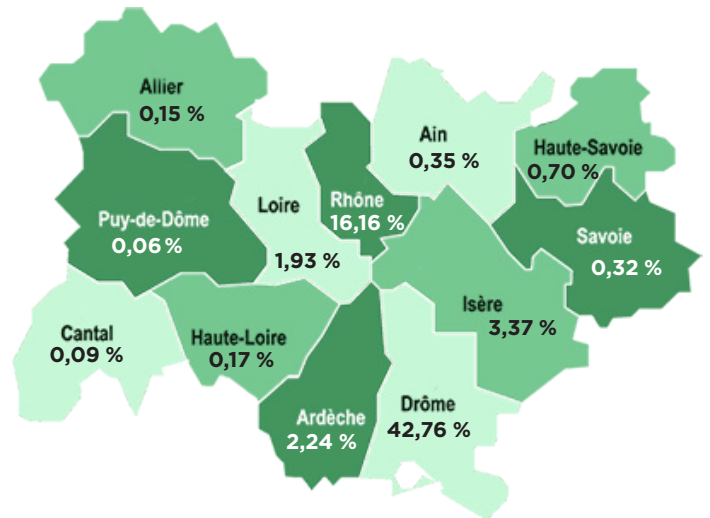 Allier
0,15 %
Ain
0,35 %
Haute-Savoie
0,70 %
Puy-de-Dôme
0,06 %
Loire
1,93 %
Rhône
16,16 %
Savoie
0,32 %
Isère
3,37 %
Cantal
0,09 %
Haute-Loire
0,17 %
Ardèche
2,24 %
Drôme
42,76 %